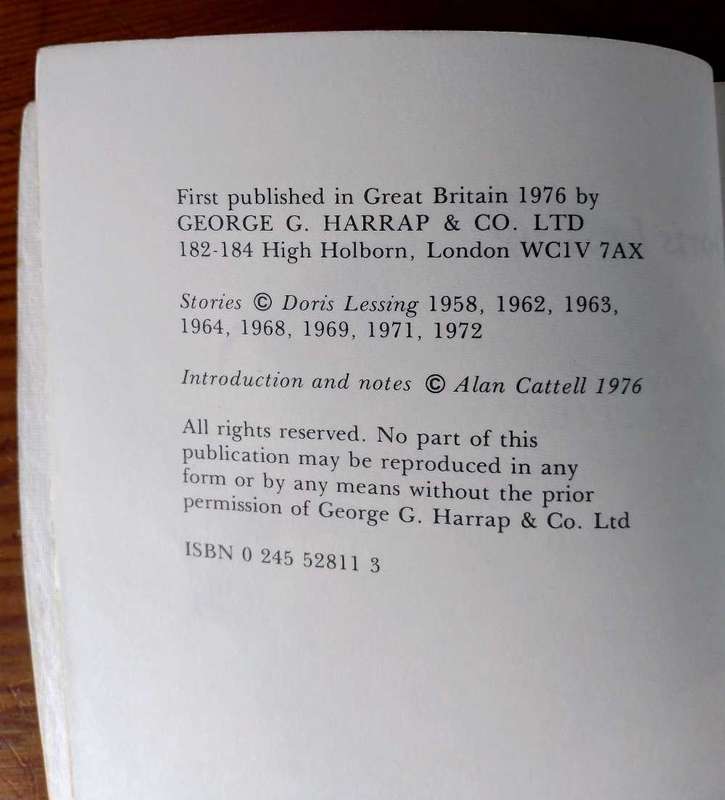 First published in Great Britain 1976 by
GEORGE G. HARRAP & CO. LTD
182-184 High Holborn, London WC1V 7AX
Stories © Doris Lessing 1958, 1962, 1963,
1964, 1968, 1969, 1971, 1972
Introduction and notes © Alan Cattell 1976
All rights reserved. No part of this
publication may be reproduced in any
form or by any means without the prior
permission of George G. Harrap & Co. Ltd
ISBN 0 245 52811 3